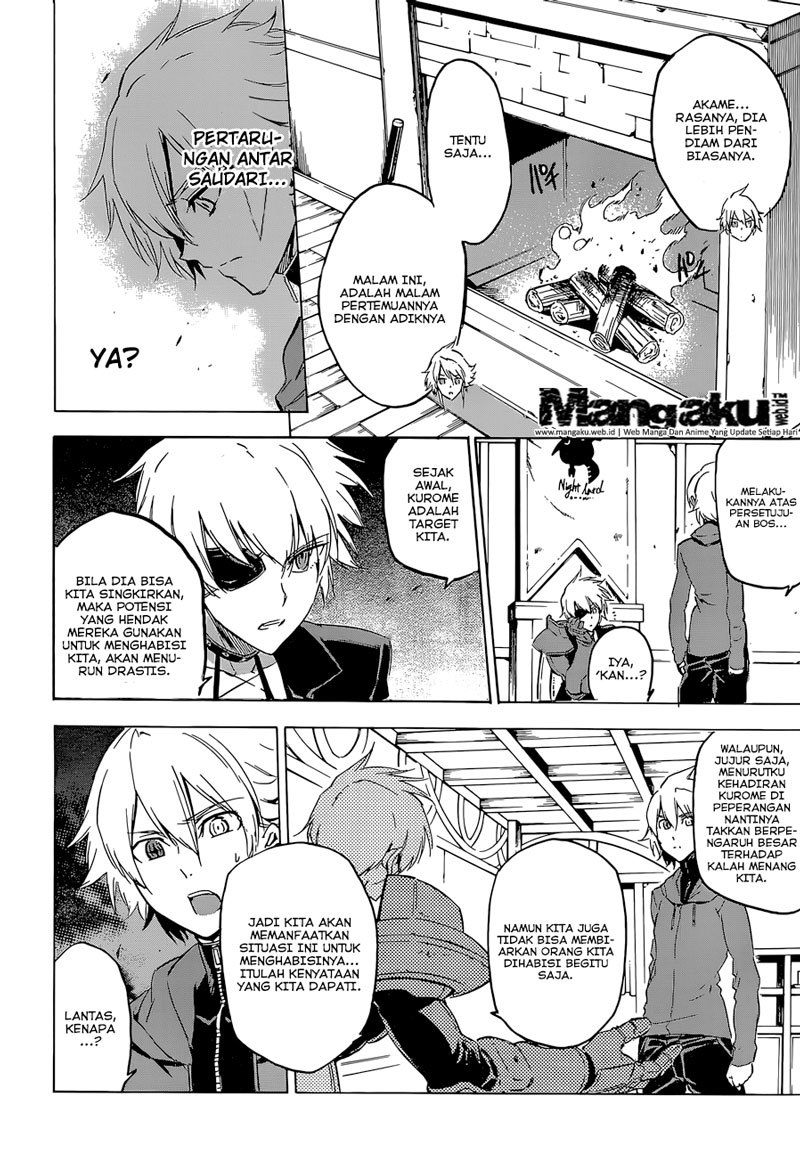 AKAME...
RASANYA, DIA
LEBIH PEN-
DIAM DARI
BIASANYA.
TENTU
SAJA...
MALAM INI,
ADALAH MALAM
PERTEMUANNYA
DENGAN ADIKNYA
PERTARU-
NGAN ANTAR
SAUDARI...
YA?
Mangaku
web.id
www.mangaku.web.id | Web Manga Dan Anime Yang Update Setiap Hari
MELAKU-
KANNYA ATAS
PERSETUJU-
AN BOS...
Night Raid
IYA,
'KAN...?
SEJAK
AWAL,
KUROME
ADALAH
TARGET
KITA.
BILA DIA BISA
KITA SINGKIRKAN,
MAKA POTENSI
YANG HENDAK
MEREKA GUNAKAN
UNTUK MENGHABISI
KITA, AKAN MENU-
RUN DRASTIS.
WALAUPUN,
JUJUR SAJA,
MENURUTKU
KEHADIRAN
KUROME DI
PEPERANGAN
NANTINYA
TAKKAN BERPE-
NGARUH BESAR
TERHADAP
KALAH MENANG
KITA.
NAMUN KITA JUGA
TIDAK BISA MEMBI-
ARKAN ORANG KITA
DIHABISI BEGITU
SAJA.
JADI KITA AKAN
MEMANFAATKAN
SITUASI INI UNTUK
MENGHABISINYA...
ITULAH KENYATAAN
YANG KITA DAPATI.
LANTAS,
KENAPA
...?